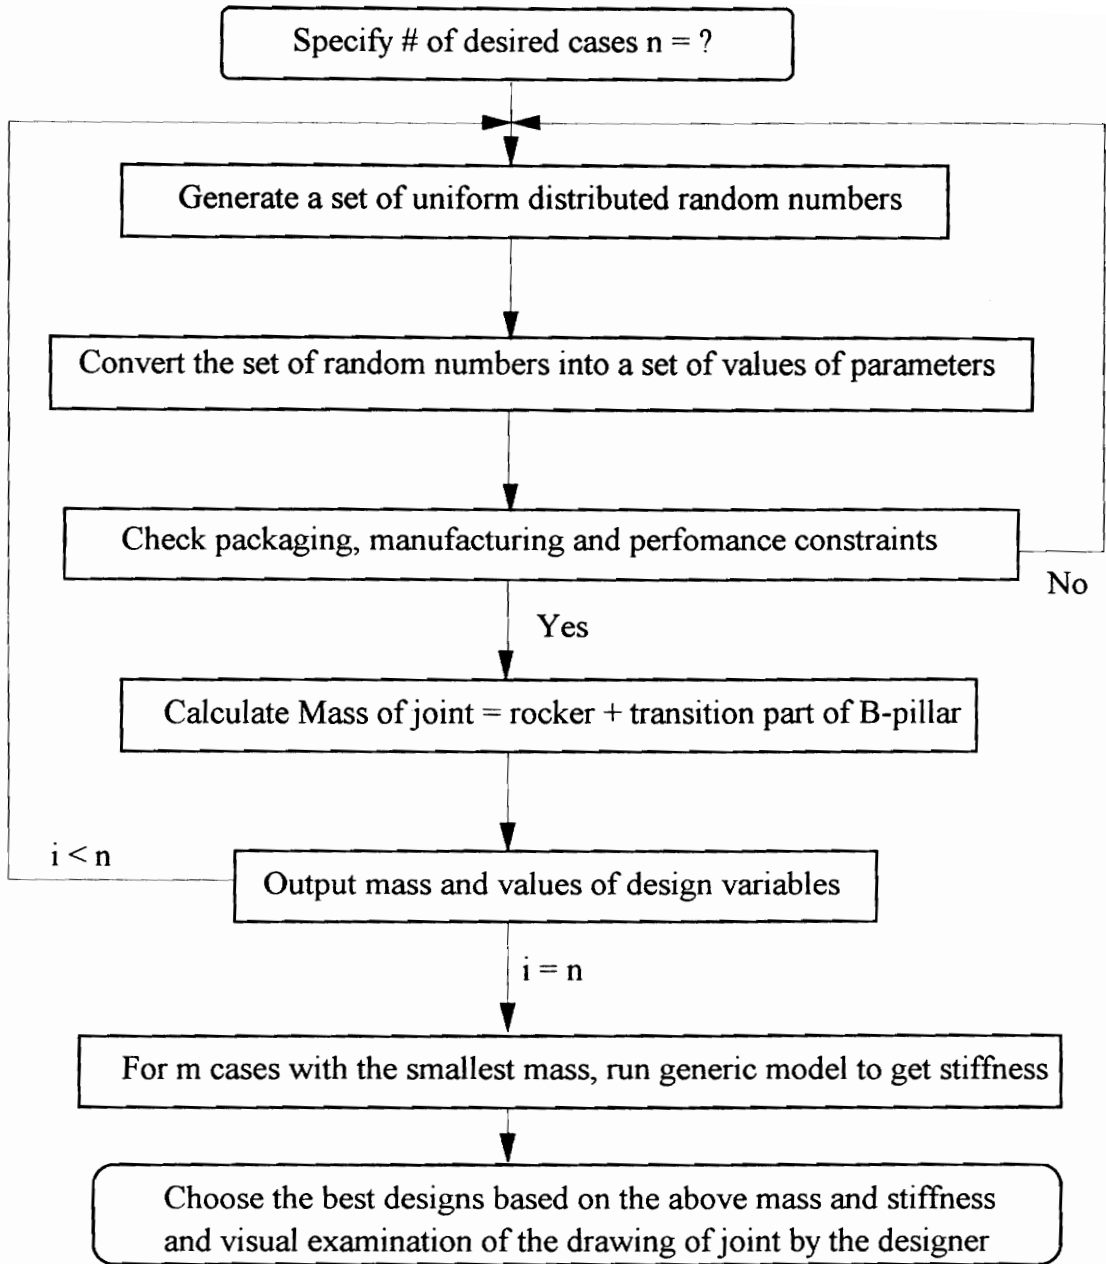 Specify # of desired cases n = ?
Generate a set of uniform distributed random numbers
Convert the set of random numbers into a set of values of parameters
Check packaging, manufacturing and perfomance constraints
No
Yes
Calculate Mass of joint = rocker + transition part of B-pillar
i < n
Output mass and values of design variables
i = n
For m cases with the smallest mass, run generic model to get stiffness
Choose the best designs based on the above mass and stiffness
and visual examination of the drawing of joint by the designer